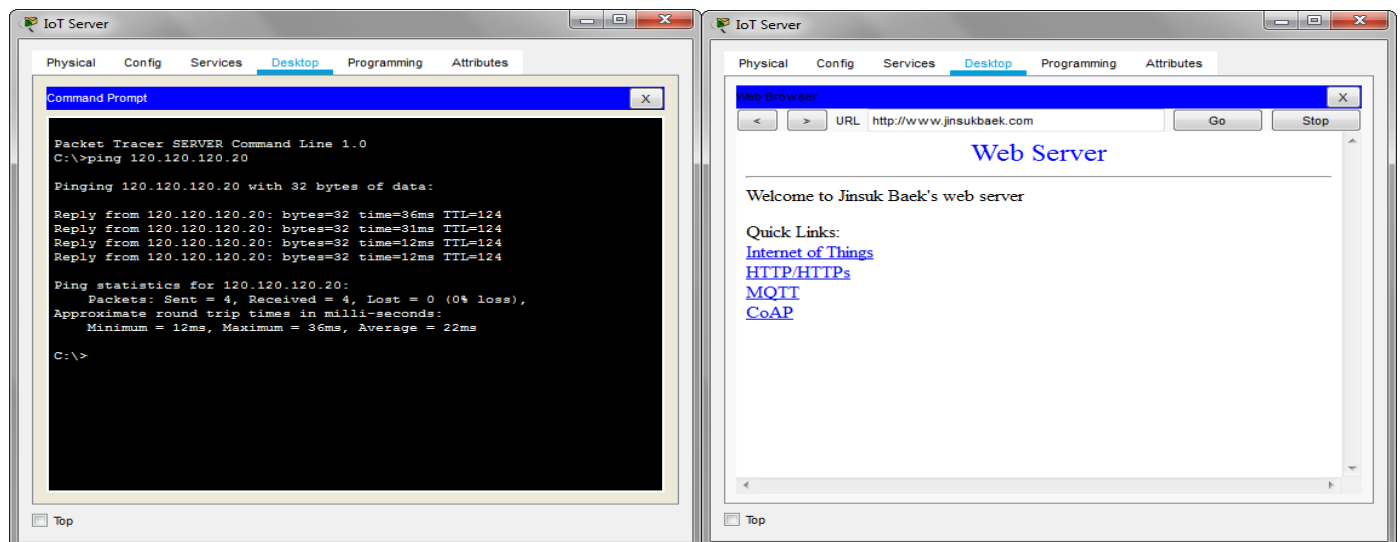 IoT Server
Physical Config Services Desktop Programming Attributes
Command Prompt X
Packet Tracer SERVER Command Line 1.0
C:\>ping 120.120.120.20
Pinging 120.120.120.20 with 32 bytes of data:
Reply from 120.120.120.20: bytes=32 time=36ms TTL=124
Reply from 120.120.120.20: bytes=32 time=31ms TTL=124
Reply from 120.120.120.20: bytes=32 time=12ms TTL=124
Reply from 120.120.120.20: bytes=32 time=12ms TTL=124
Ping statistics for 120.120.120.20:
Packets: Sent = 4, Received = 4, Lost = 0 (0% loss),
Approximate round trip times in milli-seconds:
Minimum = 12ms, Maximum = 36ms, Average = 22ms
C:\>
Top
IoT Server
Physical Config Services Desktop Programming Attributes
Web Browser X
< > URL http://www.jinsukbaek.com Go Stop
Web Server
Welcome to Jinsuk Baek's web server
Quick Links:
Internet of Things
HTTP/HTTPs
MQTT
CoAP
Top